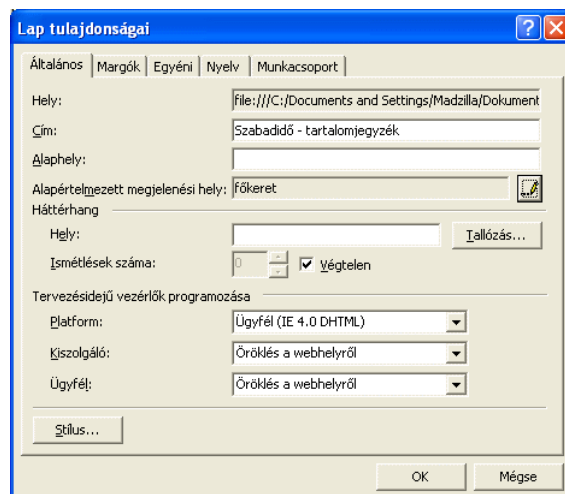 Lap tulajdonságai
Általános Margók Egyéni Nyelv Munkacsoport
Hely: file:///C:/Documents and Settings/Madzilla/Dokument
Cím: Szabadidő - tartalomjegyzék
Alaphely:
Alapértelmezett megjelenési hely: főkeret
Háttérhang
Hely: Tallózás...
Ismétlések száma: 0 Végtelen
Tervezésidejű vezérlők programozása
Platform: Ügyfél (IE 4.0 DHTML)
Kiszolgáló: Öröklés a webhelyről
Ügyfél: Öröklés a webhelyről
Stílus...
OK Mégse